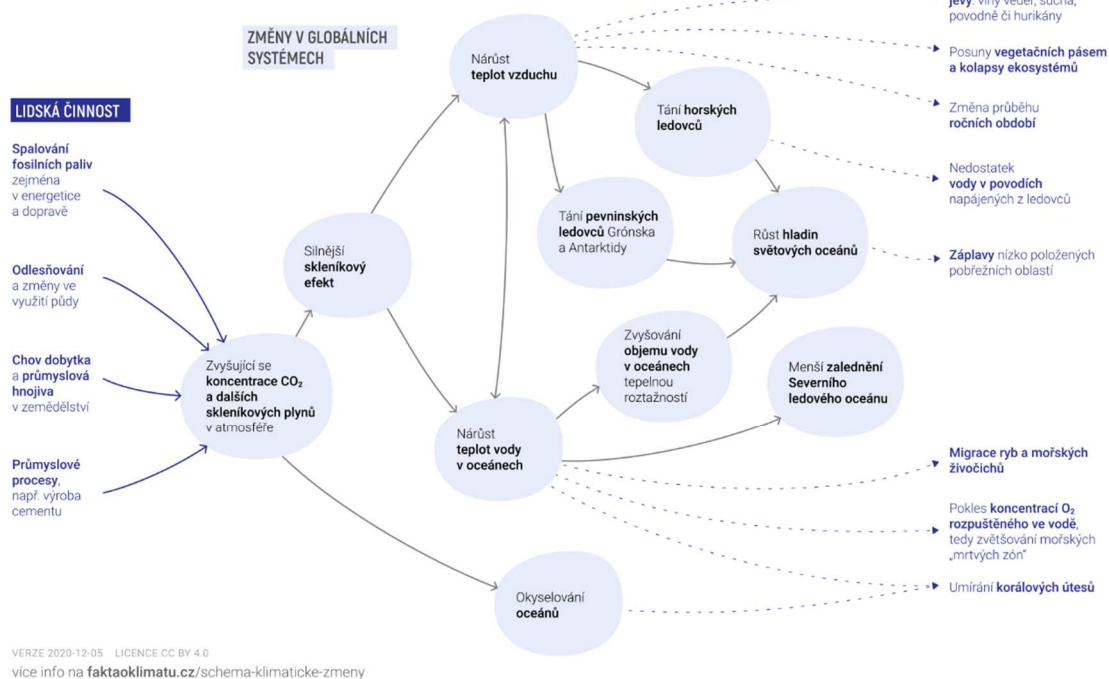 jevy: vlny veder, sucha,
povodně či hurikány
ZMĚNY V GLOBÁLNÍCH
SYSTÉMECH
Nárůst
teplot vzduchu
Posuny vegetačních pásem
a kolapsy ekosystémů
LIDSKÁ ČINNOST
Tání horských
ledovců
Změna průběhu
ročních období
Spalování
fosilních paliv
zejména
v energetice
a dopravě
Nedostatek
vody v povodích
napájených z ledovců
Tání pevninských
ledovců Grónska
a Antarktidy
Růst hladin
světových oceánů
Silnější
skleníkový
efekt
Záplavy nízko položených
pobřežních oblastí
Odlesňování
a změny ve
využití půdy
Zvyšování
objemu vody
v oceánech
tepelnou
roztažností
Menší zalednění
Severního
ledového oceánu
Chov dobytka
a průmyslová
hnojiva
v zemědělství
Zvyšující se
koncentrace CO₂
a dalších
skleníkových plynů
v atmosféře
Nárůst
teplot vody
v oceánech
Migrace ryb a mořských
živočichů
Průmyslové
procesy,
např. výroba
cementu
Pokles koncentrací O₂
rozpuštěného ve vodě,
tedy zvětšování mořských
„mrtvých zón“
Umírání korálových útesů
Okyselování
oceánů
VERZE 2020-12-05 LICENCE CC BY 4.0
více info na faktaoklimatu.cz/schema-klimaticke-zmeny